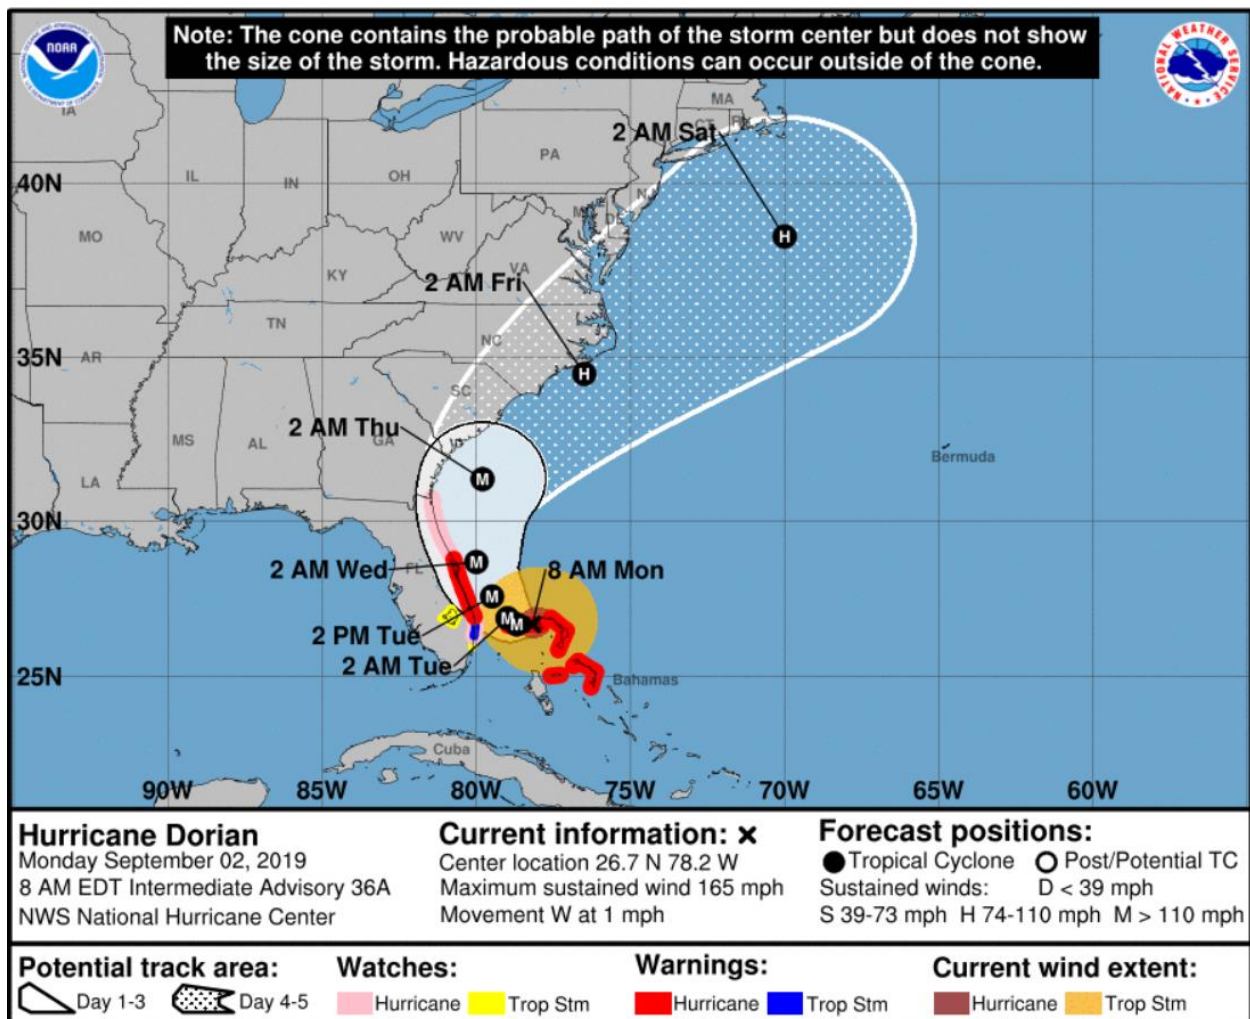 Note: The cone contains the probable path of the storm center but does not show
the size of the storm. Hazardous conditions can occur outside of the cone.
NOAA
NATIONAL WEATHER SERVICE
IA
MA
CT
2 AM Sat
PA
40N
IL
IN
OH
NJ
DE
MO
WV
H
KY
VA
2 AM Fri
TN
NC
35N
AR
H
SC
2 AM Thu
MS
AL
GA
Bermuda
LA
M
30N
2 AM Wed
FL
M
8 AM Mon
M
M
M
2 PM Tue
2 AM Tue
25N
Bahamas
Cuba
90W
85W
80W
75W
70W
65W
60W
Hurricane Dorian
Monday September 02, 2019
8 AM EDT Intermediate Advisory 36A
NWS National Hurricane Center
Current information: x
Center location 26.7 N 78.2 W
Maximum sustained wind 165 mph
Movement W at 1 mph
Forecast positions:
Tropical Cyclone Post/Potential TC
Sustained winds: D < 39 mph
S 39-73 mph H 74-110 mph M > 110 mph
Potential track area:
Day 1-3 Day 4-5
Watches:
Hurricane Trop Stm
Warnings:
Hurricane Trop Stm
Current wind extent:
Hurricane Trop Stm